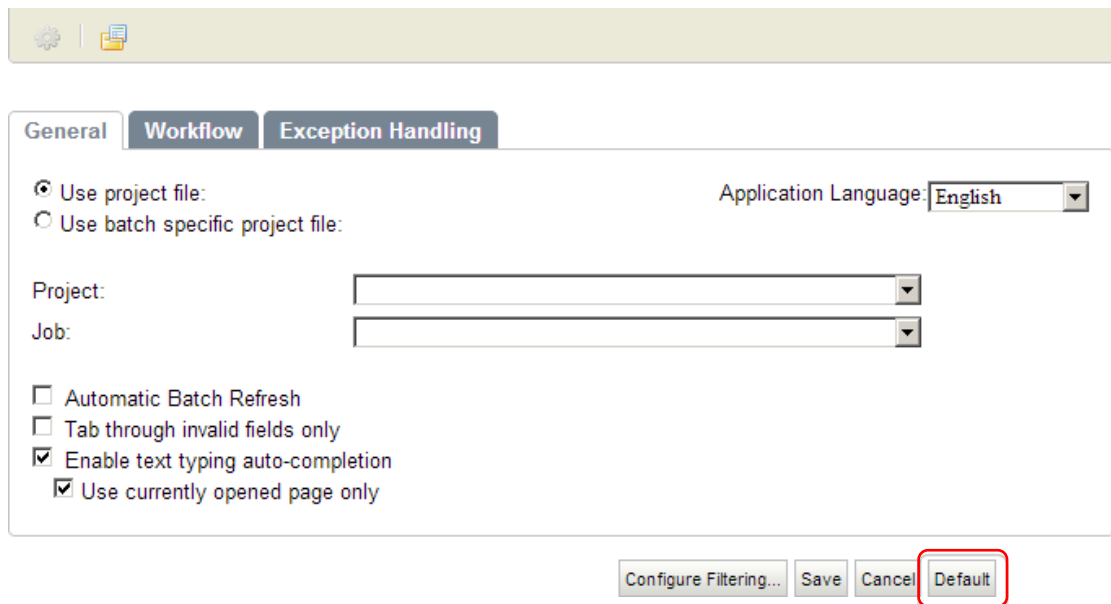 General Workflow Exception Handling
Use project file: Application Language: English
Use batch specific project file:
Project:
Job:
Automatic Batch Refresh
Tab through invalid fields only
Enable text typing auto-completion
Use currently opened page only
Configure Filtering... Save Cancel Default